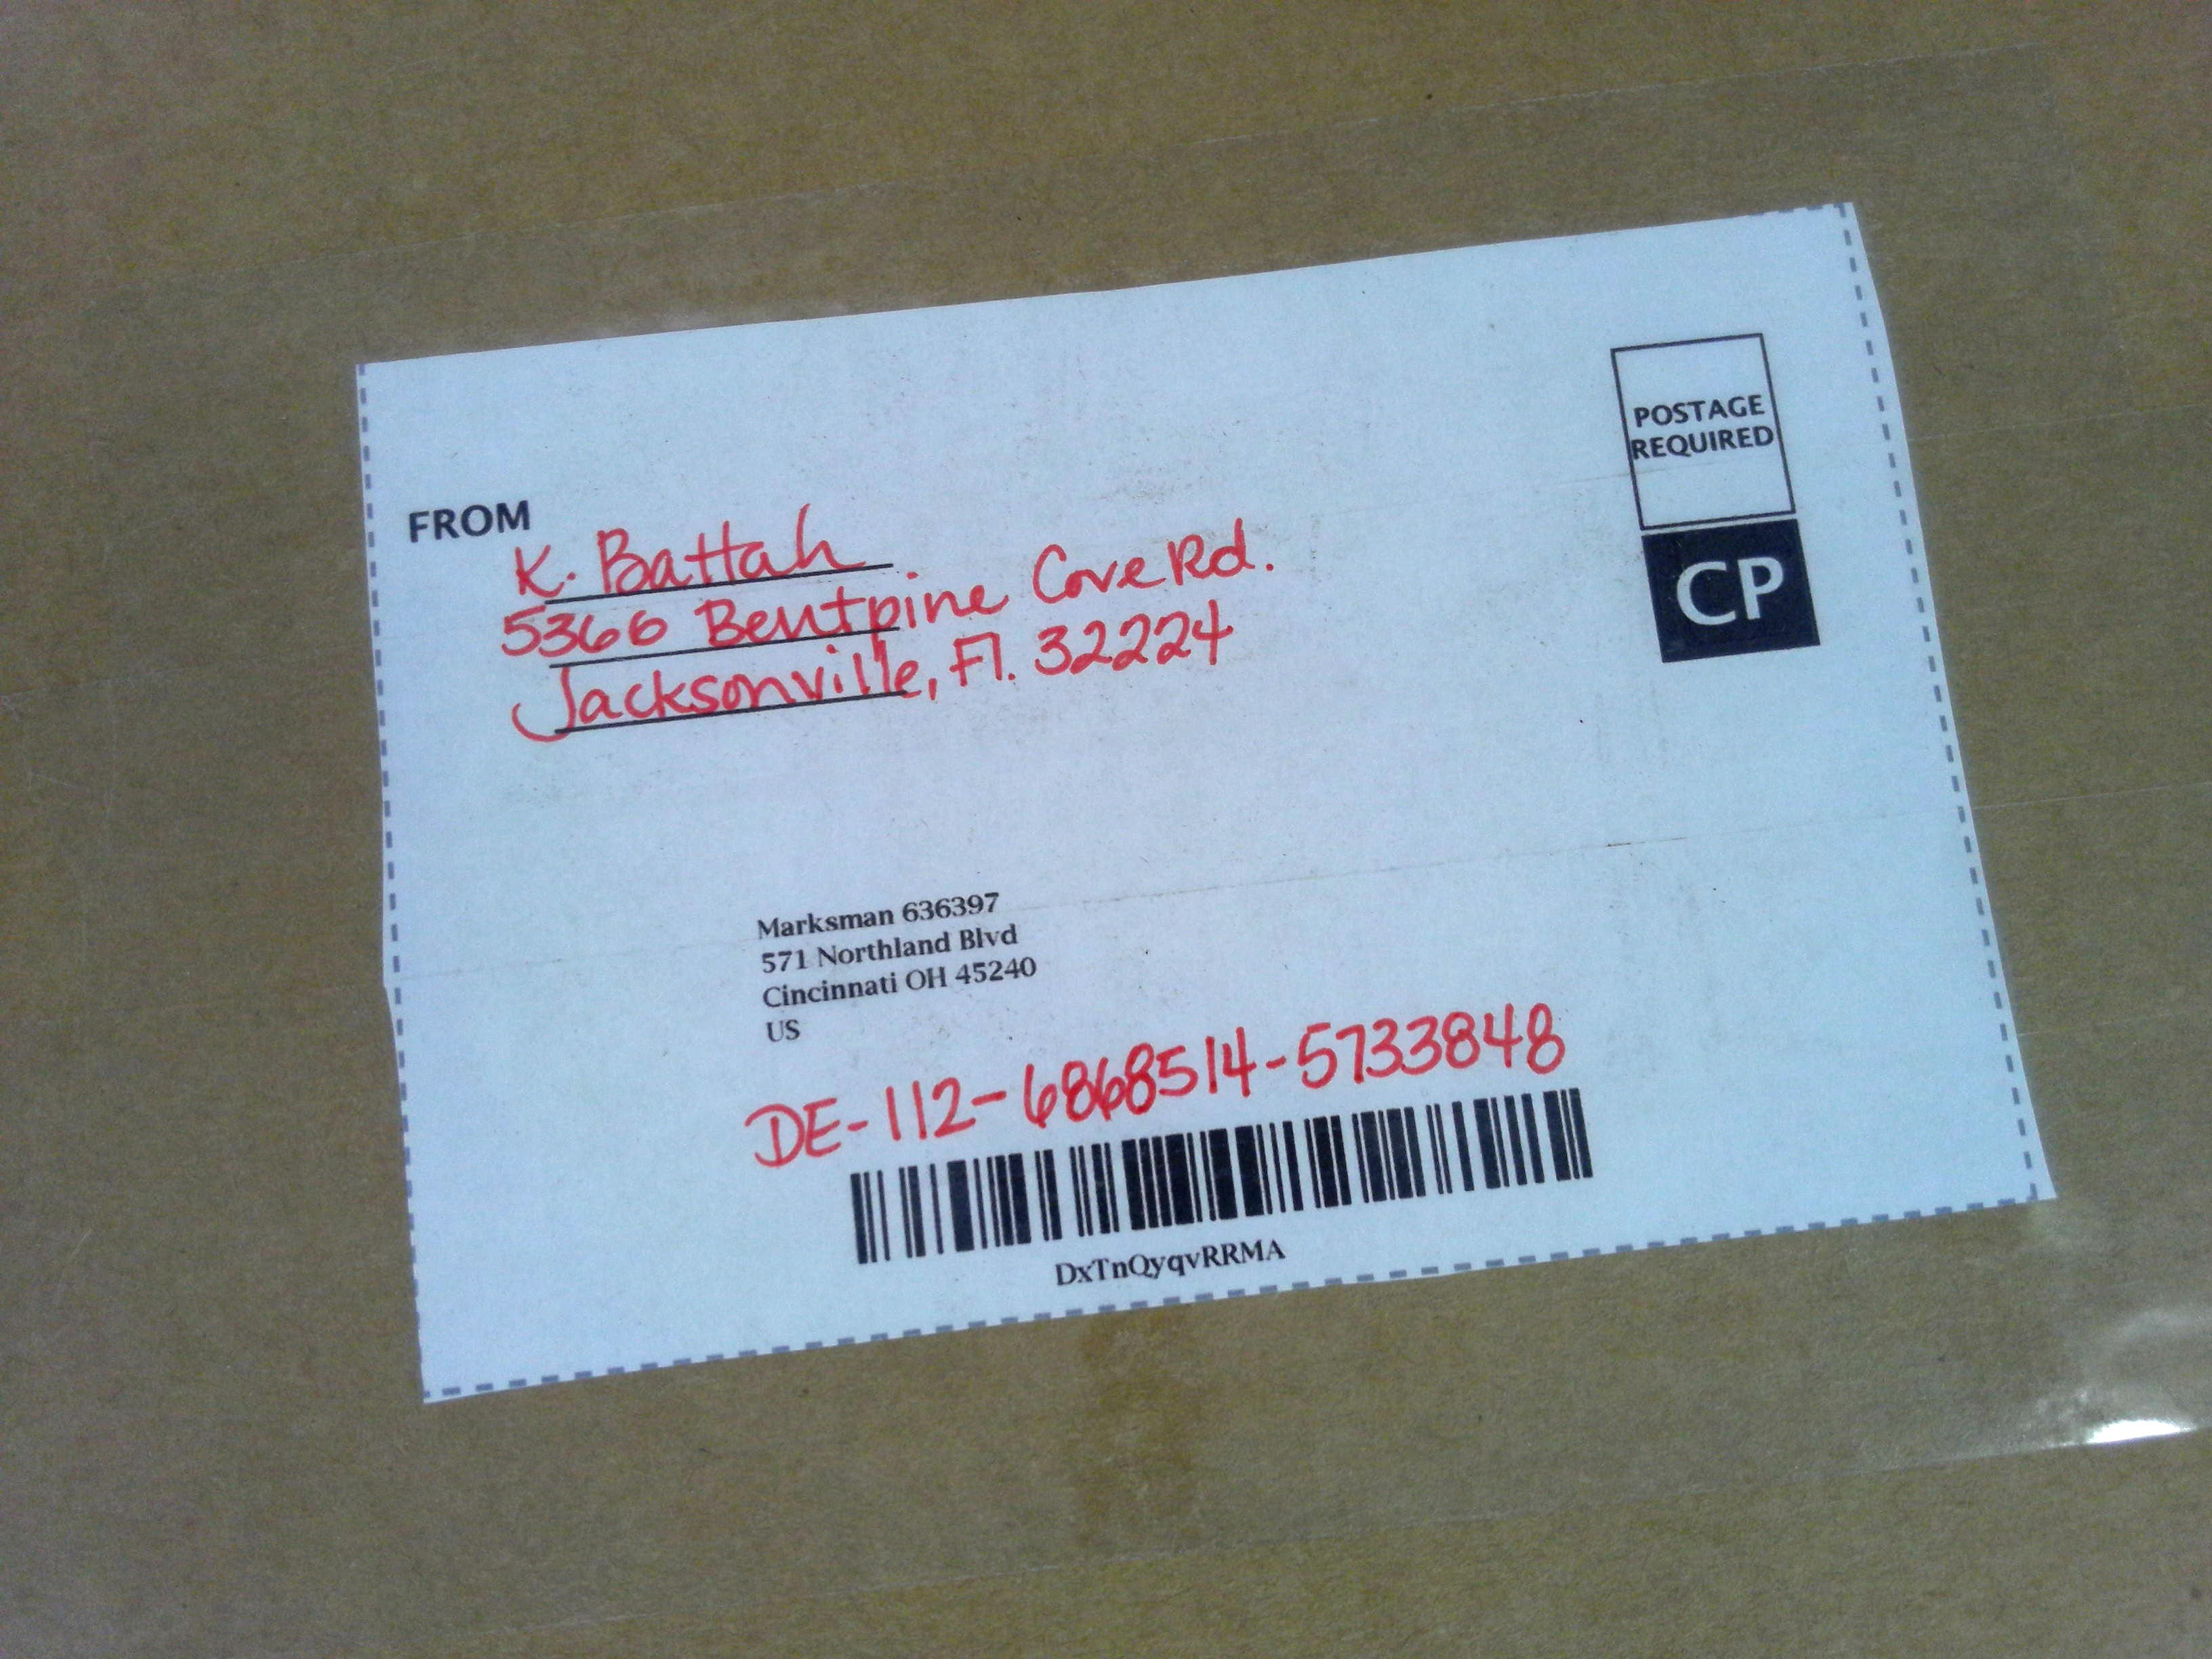 POSTAGE
REQUIRED
CP
FROM
K. Battah
5366 Bentpine Cove Rd.
Jacksonville, Fl. 32224
Marksman 636397
571 Northland Blvd
Cincinnati OH 45240
US
DE-112-6868514-5733848
DxTnQyqvRRMA